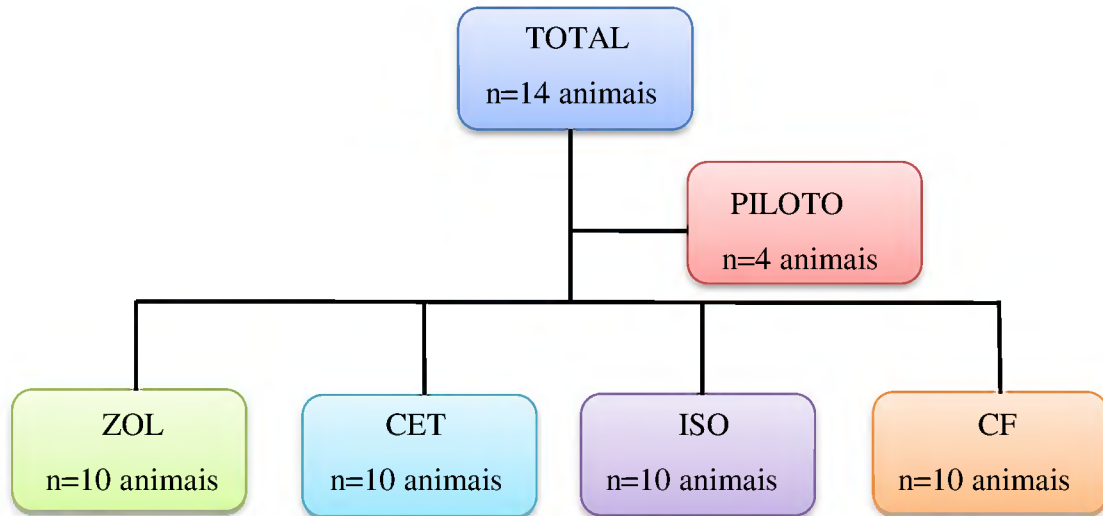 TOTAL
n=14 animais
PILOTO
n=4 animais
ZOL
n=10 animais
CET
n=10 animais
ISO
n=10 animais
CF
n=10 animais